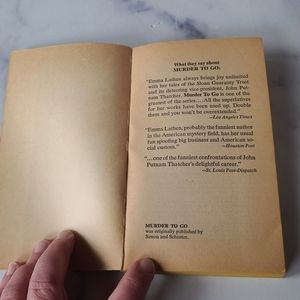 What they say about
MURDER TO GO:
"Emma Lathen always brings joy unlimited
with her tales of the Sloan Guaranty Trust
and its detecting vice-president, John Put-
nam Thatcher. Murder To Go is one of the
greatest of the series.... All the superlatives
for her works have been used up. Double
them and you won't be overextended."
—Los Angeles Times
"Emma Lathen, probably the funniest author
in the American mystery field, has her usual
fun spoofing big business and American so-
cial custom."
—Houston Post
"...one of the funniest confrontations of John
Putnam Thatcher's delightful career."
—St. Louis Post-Dispatch
MURDER TO GO
was originally published by
Simon and Schuster.